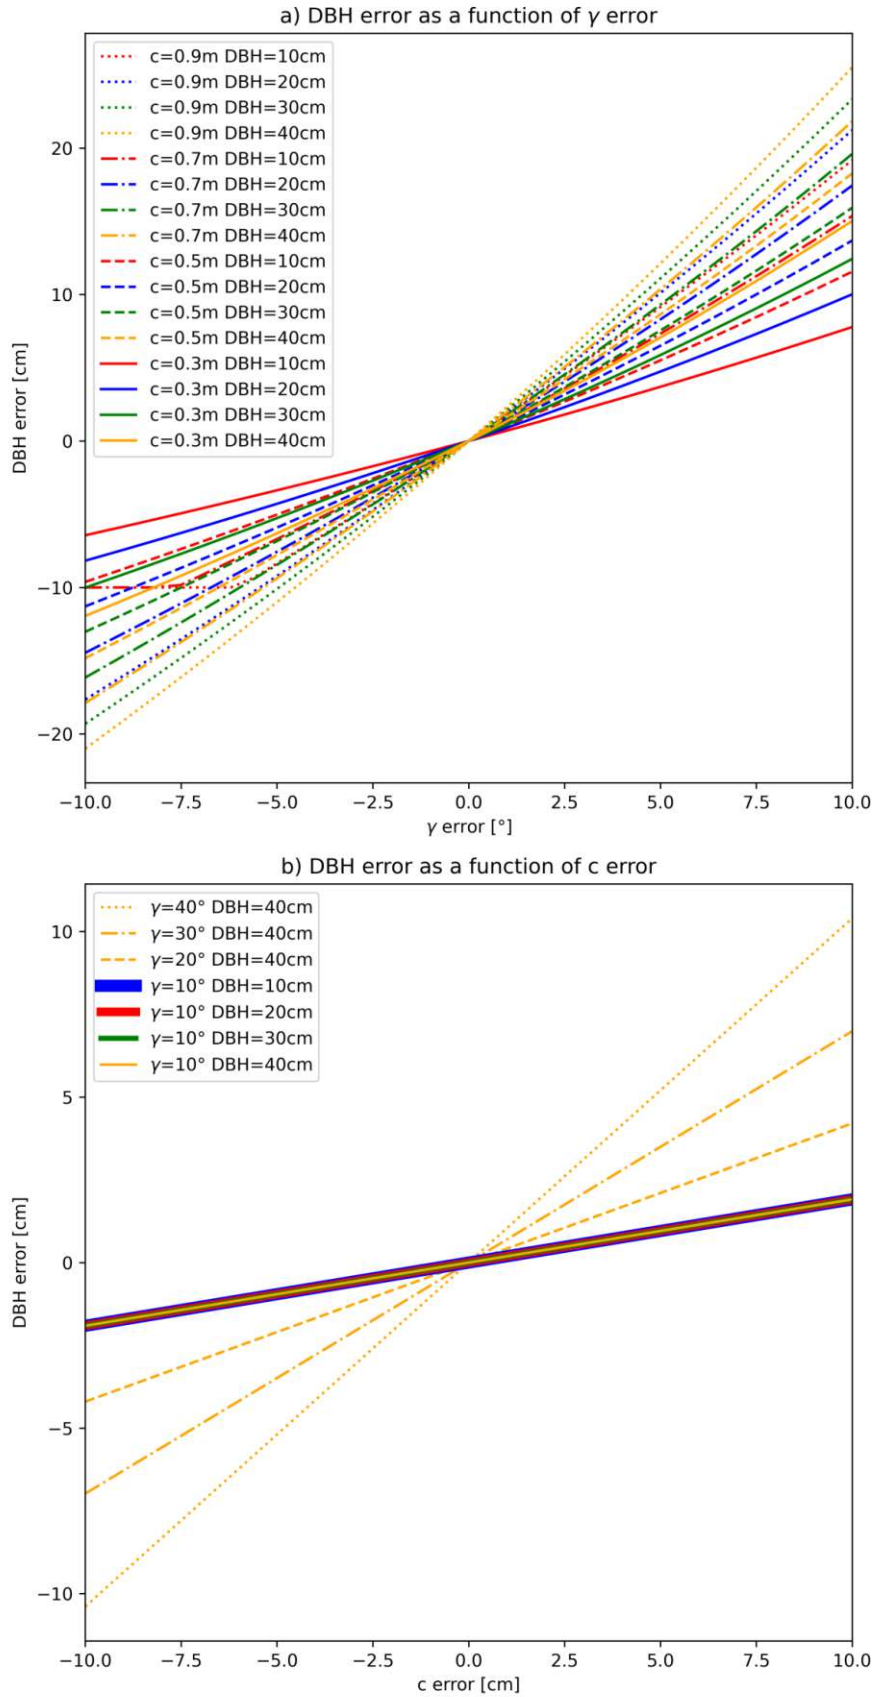 a) DBH error as a function of γ error
c=0.9m DBH=10cm
c=0.9m DBH=20cm
c=0.9m DBH=30cm
c=0.9m DBH=40cm
c=0.7m DBH=10cm
c=0.7m DBH=20cm
c=0.7m DBH=30cm
c=0.7m DBH=40cm
c=0.5m DBH=10cm
c=0.5m DBH=20cm
c=0.5m DBH=30cm
c=0.5m DBH=40cm
c=0.3m DBH=10cm
c=0.3m DBH=20cm
c=0.3m DBH=30cm
c=0.3m DBH=40cm
DBH error [cm]
20
10
0
−10
−20
−10.0 −7.5 −5.0 −2.5 0.0 2.5 5.0 7.5 10.0
γ error [°]
b) DBH error as a function of c error
γ=40° DBH=40cm
γ=30° DBH=40cm
γ=20° DBH=40cm
γ=10° DBH=10cm
γ=10° DBH=20cm
γ=10° DBH=30cm
γ=10° DBH=40cm
DBH error [cm]
10
5
0
−5
−10
−10.0 −7.5 −5.0 −2.5 0.0 2.5 5.0 7.5 10.0
c error [cm]